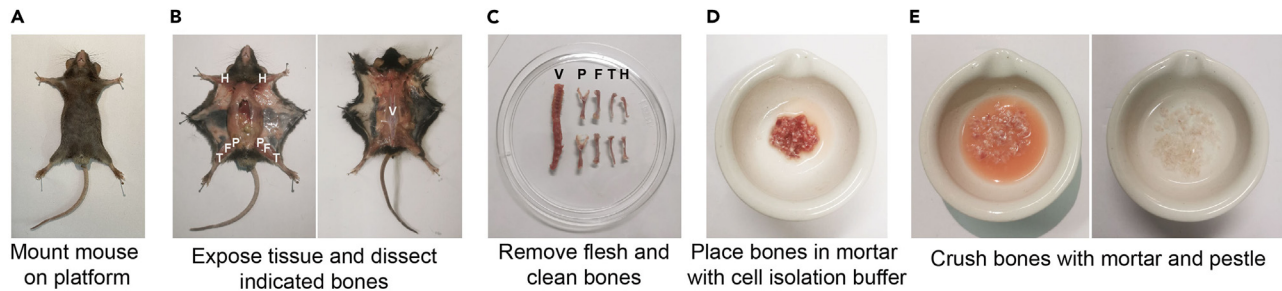 A
B
C
D
E
H H
V
P P
F F
T T
V P F T H
Mount mouse
on platform
Expose tissue and dissect
indicated bones
Remove flesh and
clean bones
Place bones in mortar
with cell isolation buffer
Crush bones with mortar and pestle